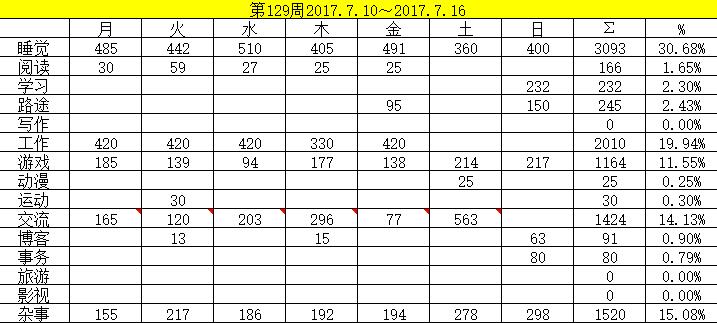 第129周2017.7.10～2017.7.16
月 火 水 木 金 土 日 Σ %
睡觉 485 442 510 405 491 360 400 3093 30.68%
阅读 30 59 27 25 25 166 1.65%
学习 232 232 2.30%
路途 95 150 245 2.43%
写作 0 0.00%
工作 420 420 420 330 420 2010 19.94%
游戏 185 139 94 177 138 214 217 1164 11.55%
动漫 25 25 0.25%
运动 30 30 0.30%
交流 165 120 203 296 77 563 1424 14.13%
博客 13 15 63 91 0.90%
事务 80 80 0.79%
旅游 0 0.00%
影视 0 0.00%
杂事 155 217 186 192 194 278 298 1520 15.08%